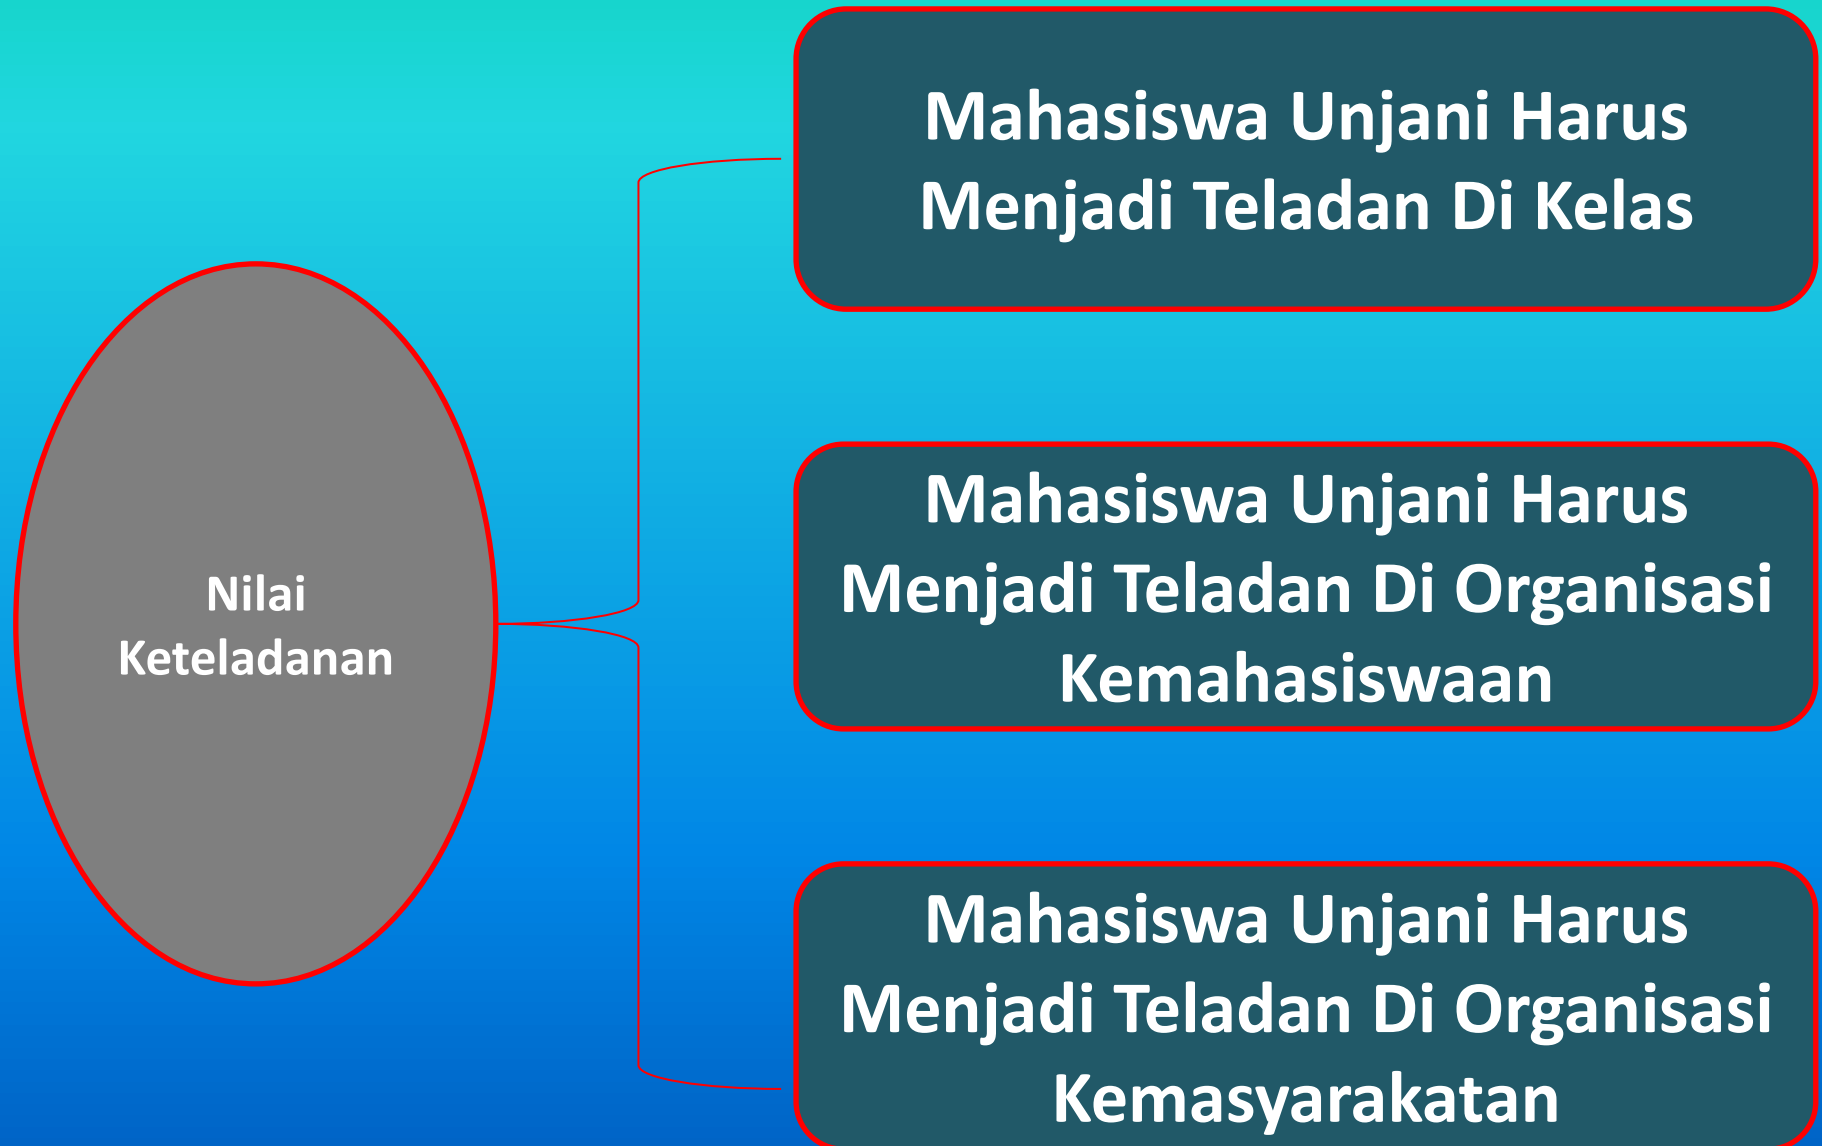 Nilai
Keteladanan
Mahasiswa Unjani Harus
Menjadi Teladan Di Kelas
Mahasiswa Unjani Harus
Menjadi Teladan Di Organisasi
Kemahasiswaan
Mahasiswa Unjani Harus
Menjadi Teladan Di Organisasi
Kemasyarakatan